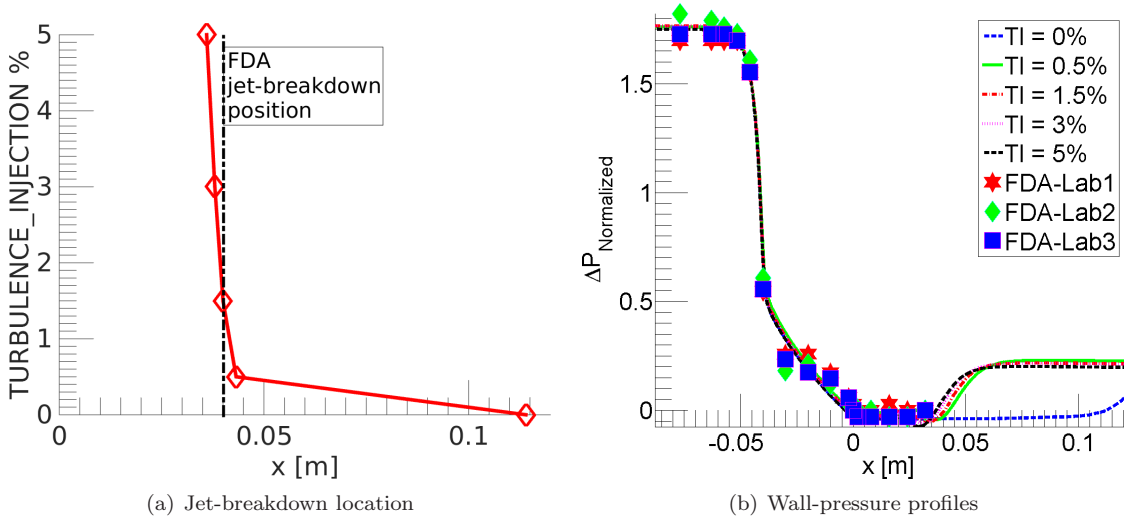 TURBULENCE_INJECTION %
5
4
3
2
1
0
FDA
jet-breakdown
position
0
0.05
0.1
x [m]
(a) Jet-breakdown location
ΔP Normalized
1.5
1
0.5
0
TI = 0%
TI = 0.5%
TI = 1.5%
TI = 3%
TI = 5%
FDA-Lab1
FDA-Lab2
FDA-Lab3
-0.05
0
0.05
0.1
x [m]
(b) Wall-pressure profiles